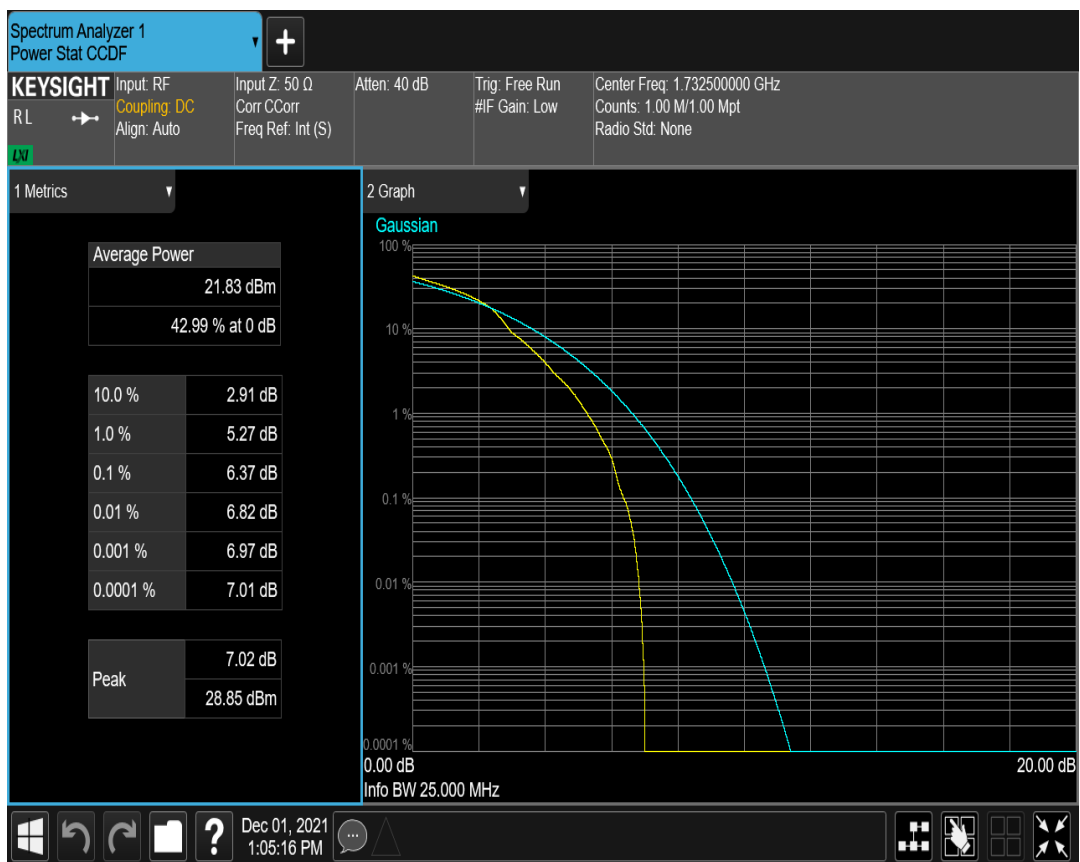 Spectrum Analyzer 1
Power Stat CCDF
KEYSIGHT
RL
LXI
Input: RF
Coupling: DC
Align: Auto
Input Z: 50 Ω
Corr CCorr
Freq Ref: Int (S)
Atten: 40 dB
Trig: Free Run
#IF Gain: Low
Center Freq: 1.732500000 GHz
Counts: 1.00 M/1.00 Mpt
Radio Std: None
1 Metrics
Average Power
21.83 dBm
42.99 % at 0 dB
10.0 % 2.91 dB
1.0 % 5.27 dB
0.1 % 6.37 dB
0.01 % 6.82 dB
0.001 % 6.97 dB
0.0001 % 7.01 dB
Peak
7.02 dB
28.85 dBm
2 Graph
Gaussian
100 %
10 %
1 %
0.1 %
0.01 %
0.001 %
0.0001 %
0.00 dB 20.00 dB
Info BW 25.000 MHz
?
Dec 01, 2021
1:05:16 PM